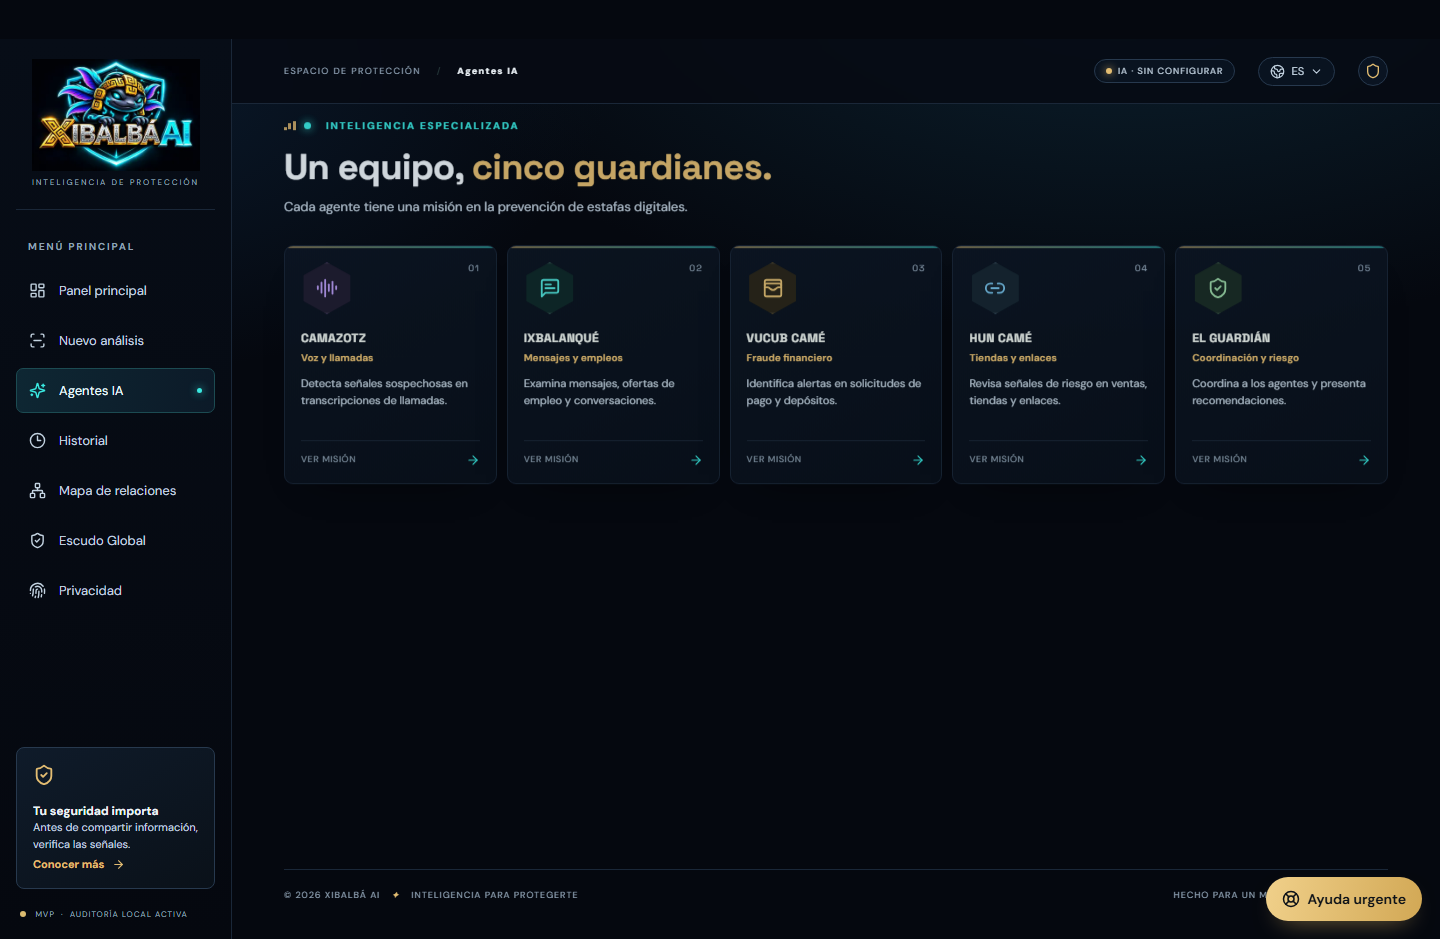 XIBALBÁ AI
INTELIGENCIA DE PROTECCIÓN
MENÚ PRINCIPAL
Panel principal
Nuevo análisis
Agentes IA
Historial
Mapa de relaciones
Escudo Global
Privacidad
Tu seguridad importa
Antes de compartir información,
verifica las señales.
Conocer más
MVP · AUDITORÍA LOCAL ACTIVA
ESPACIO DE PROTECCIÓN / Agentes IA
IA · SIN CONFIGURAR
ES
INTELIGENCIA ESPECIALIZADA
Un equipo, cinco guardianes.
Cada agente tiene una misión en la prevención de estafas digitales.
01
CAMAZOTZ
Voz y llamadas
Detecta señales sospechosas en
transcripciones de llamadas.
VER MISIÓN
02
IXBALANQUÉ
Mensajes y empleos
Examina mensajes, ofertas de
empleo y conversaciones.
VER MISIÓN
03
VUCUB CAMÉ
Fraude financiero
Identifica alertas en solicitudes de
pago y depósitos.
VER MISIÓN
04
HUN CAMÉ
Tiendas y enlaces
Revisa señales de riesgo en ventas,
tiendas y enlaces.
VER MISIÓN
05
EL GUARDIÁN
Coordinación y riesgo
Coordina a los agentes y presenta
recomendaciones.
VER MISIÓN
© 2026 XIBALBÁ AI ✦ INTELIGENCIA PARA PROTEGERTE
HECHO PARA UN
Ayuda urgente